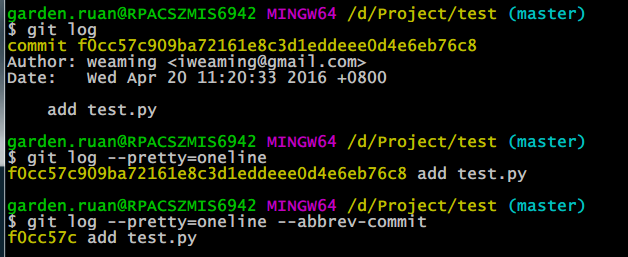 garden.ruan@RPACSZMIS6942 MINGW64 /d/Project/test (master)
$ git log
commit f0cc57c909ba72161e8c3d1eddeee0d4e6eb76c8
Author: weaming <iweaming@gmail.com>
Date:   Wed Apr 20 11:20:33 2016 +0800
    add test.py
garden.ruan@RPACSZMIS6942 MINGW64 /d/Project/test (master)
$ git log --pretty=oneline
f0cc57c909ba72161e8c3d1eddeee0d4e6eb76c8 add test.py
garden.ruan@RPACSZMIS6942 MINGW64 /d/Project/test (master)
$ git log --pretty=oneline --abbrev-commit
f0cc57c add test.py